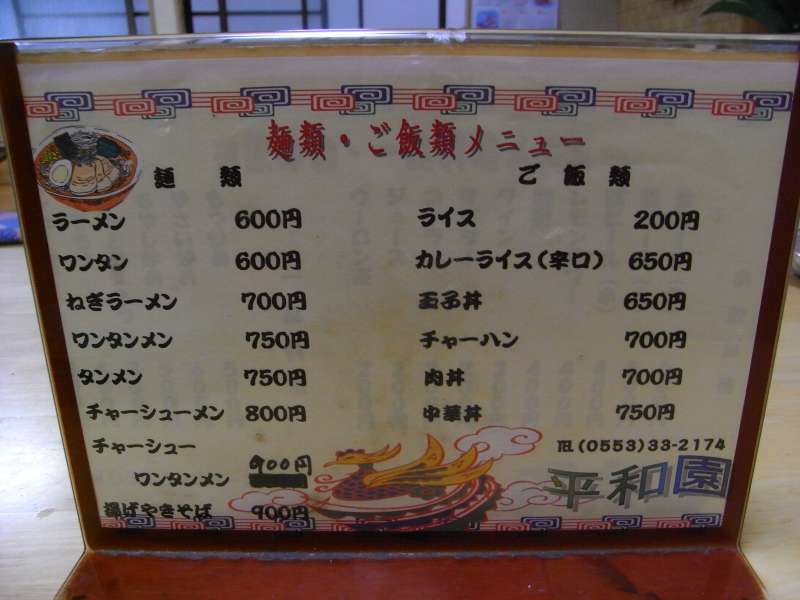 麺類・ご飯類メニュー
麺 類
ラーメン 600円
ワンタン 600円
ねぎラーメン 700円
ワンタンメン 750円
タンメン 750円
チャーシューメン 800円
チャーシュー
ワンタンメン 900円
揚げやきそば 900円
ご 飯 類
ライス 200円
カレーライス(辛口) 650円
玉子丼 650円
チャーハン 700円
肉丼 700円
中華丼 750円
℡(0553)33-2174
平和園